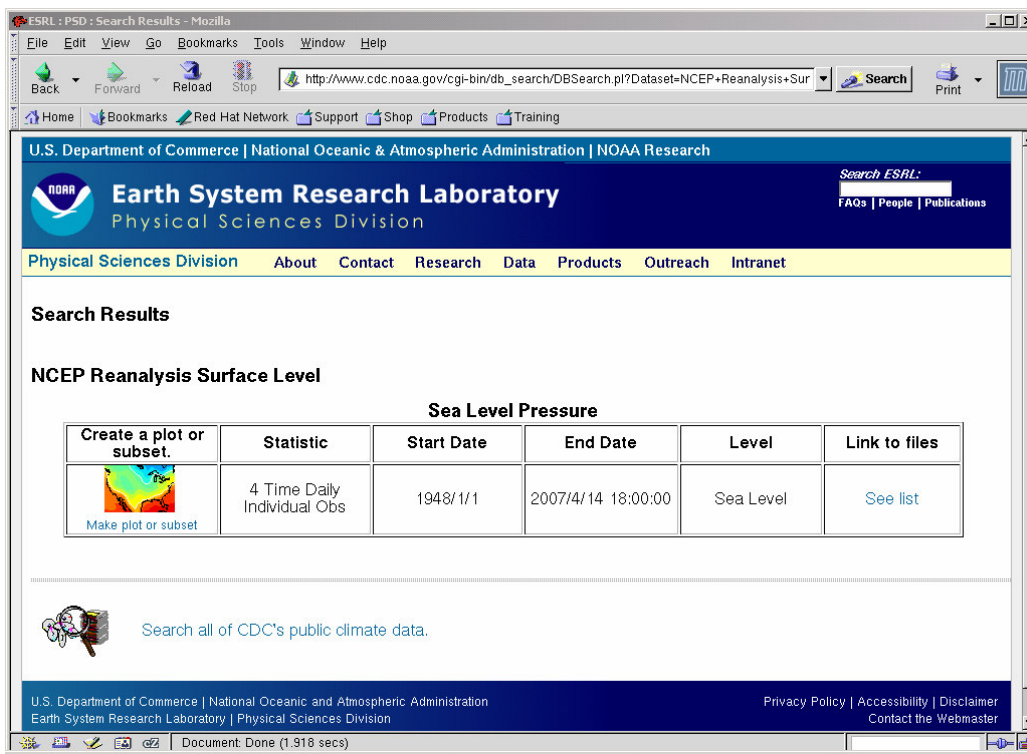 ESRL : PSD : Search Results - Mozilla
File Edit View Go Bookmarks Tools Window Help
Back Forward Reload Stop http://www.cdc.noaa.gov/cgi-bin/db_search/DBSearch.pl?Dataset=NCEP+Reanalysis+Sur Search Print
Home Bookmarks Red Hat Network Support Shop Products Training
U.S. Department of Commerce | National Oceanic & Atmospheric Administration | NOAA Research
NOAA
Earth System Research Laboratory
Physical Sciences Division
Search ESRL:
FAQs | People | Publications
Physical Sciences Division About Contact Research Data Products Outreach Intranet
Search Results
NCEP Reanalysis Surface Level
Sea Level Pressure
Create a plot or
subset.
Statistic
Start Date
End Date
Level
Link to files
Make plot or subset
4 Time Daily
Individual Obs
1948/1/1
2007/4/14 18:00:00
Sea Level
See list
Search all of CDC's public climate data.
U.S. Department of Commerce | National Oceanic and Atmospheric Administration
Earth System Research Laboratory | Physical Sciences Division
Privacy Policy | Accessibility | Disclaimer
Contact the Webmaster
Document: Done (1.918 secs)